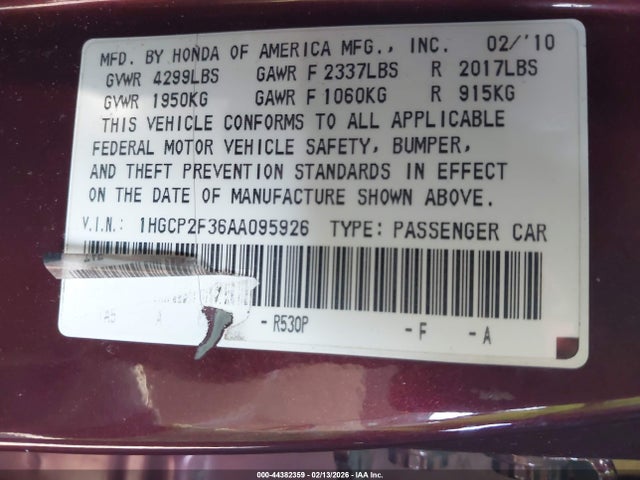 MFD. BY HONDA OF AMERICA MFG., INC. 02/'10
GVWR 4299LBS GAWR F 2337LBS R 2017LBS
GVWR 1950KG GAWR F 1060KG R 915KG
THIS VEHICLE CONFORMS TO ALL APPLICABLE
FEDERAL MOTOR VEHICLE SAFETY, BUMPER,
AND THEFT PREVENTION STANDARDS IN EFFECT
ON THE DATE OF MANUFACTURE SHOWN ABOVE.
V.I.N.: 1HGCP2F36AA095926 TYPE: PASSENGER CAR
A -R530P -F -A
000-44382359 - 02/13/2026 - IAA Inc.